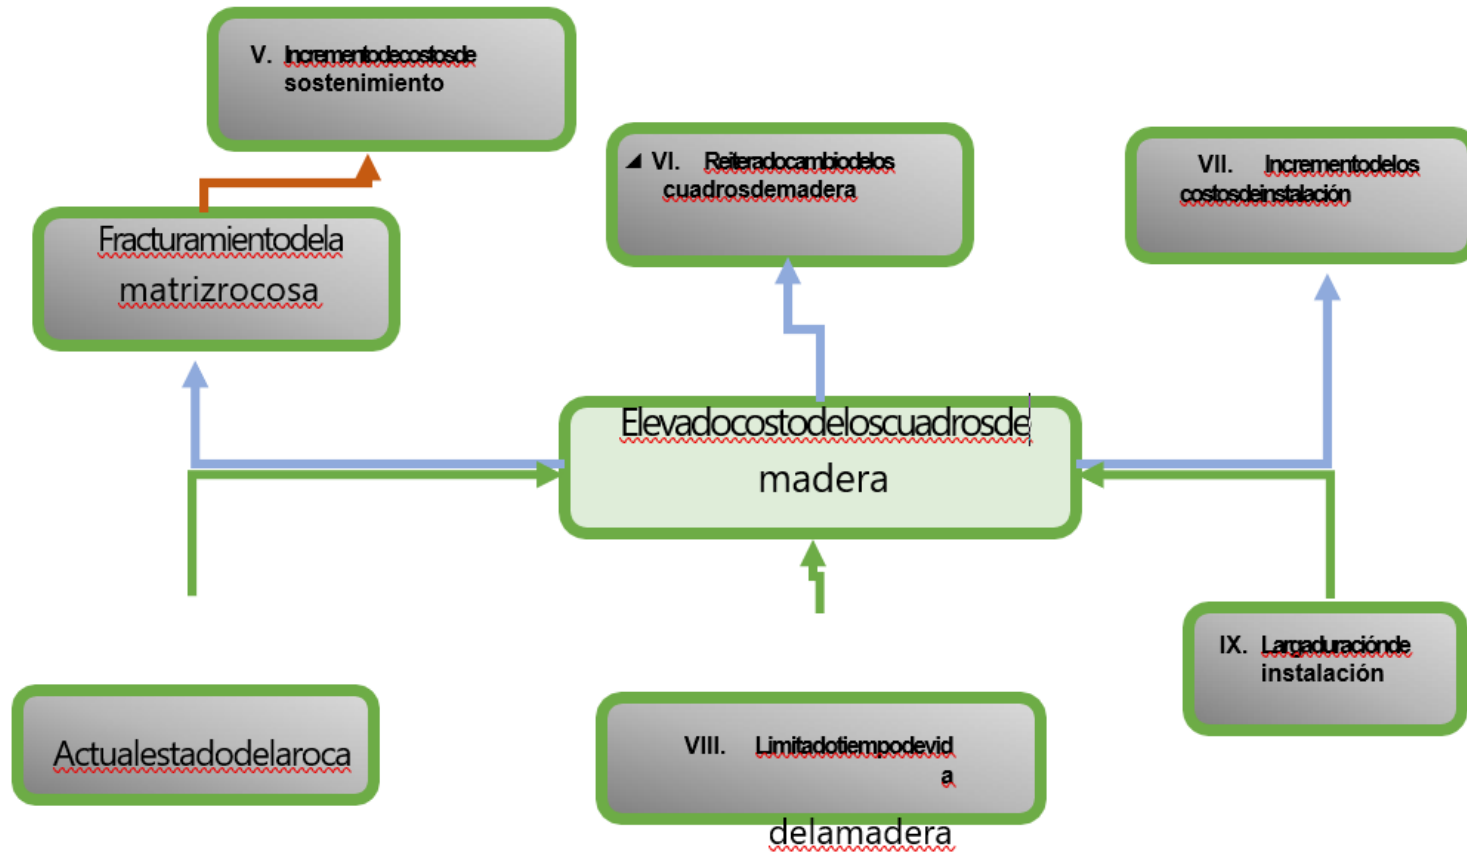 V. Incrementodecostosde
sostenimiento
VI. Reiteradocambiodelos
cuadrosdemadera
VII. Incrementodelos
costosdeinstalación
Fracturamientodela
matrizrocosa
Elevadocostodeloscuadrosde
madera
IX. Largaduraciónde
instalación
Actualestadodelaroca
VIII. Limitadotiempodevid
a
delamadera